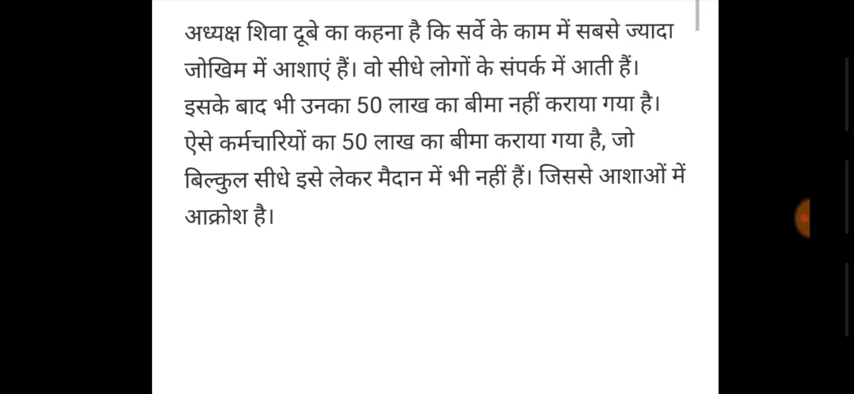 अध्यक्ष शिवा दूबे का कहना है कि सर्वे के काम में सबसे ज्यादा
जोखिम में आशाएं हैं। वो सीधे लोगों के संपर्क में आती हैं।
इसके बाद भी उनका 50 लाख का बीमा नहीं कराया गया है।
ऐसे कर्मचारियों का 50 लाख का बीमा कराया गया है, जो
बिल्कुल सीधे इसे लेकर मैदान में भी नहीं हैं। जिससे आशाओं में
आक्रोश है।